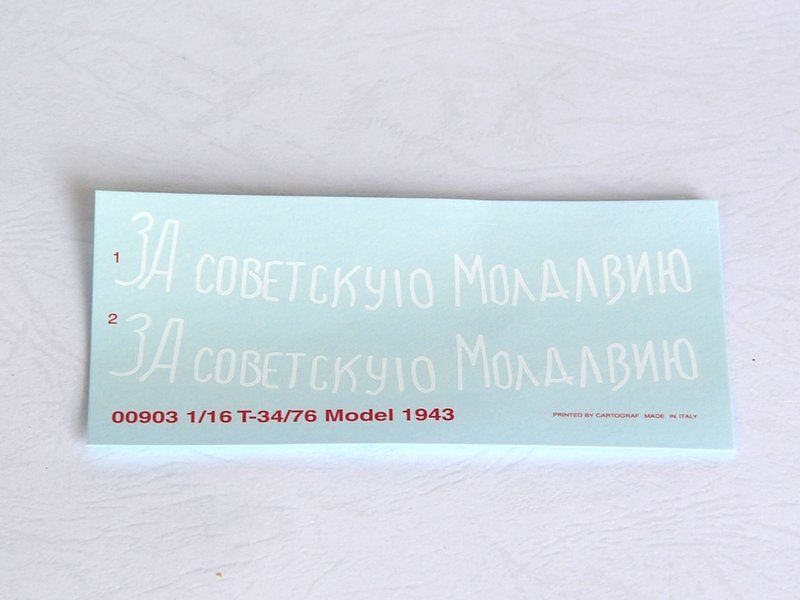 1 ЗА СОВЕТСКУЮ МОЛДАВИЮ
2 ЗА СОВЕТСКУЮ МОЛДАВИЮ
00903 1/16 T-34/76 Model 1943
PRINTED BY CARTOGRAF MADE IN ITALY